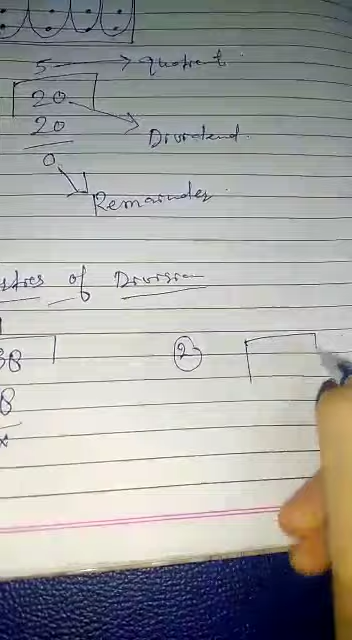 5 → Quotient
20
20 → Dividend
0
Remainder
of Division
38
8
②